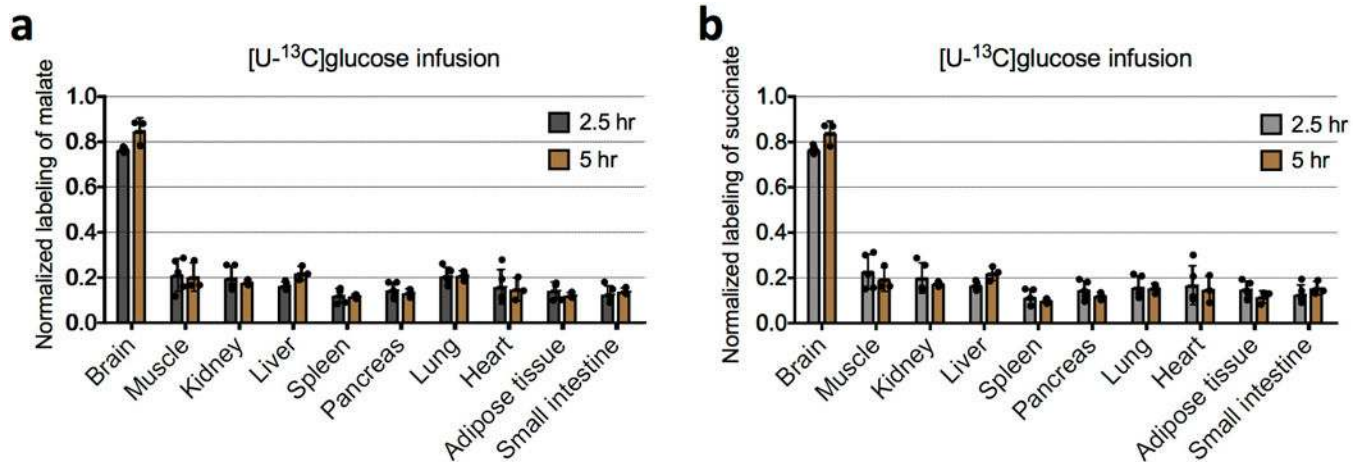 a
[U-¹³C]glucose infusion
Normalized labeling of malate
1.0
0.8
0.6
0.4
0.2
0.0
2.5 hr
5 hr
Brain
Muscle
Kidney
Liver
Spleen
Pancreas
Lung
Heart
Adipose tissue
Small intestine
b
[U-¹³C]glucose infusion
Normalized labeling of succinate
1.0
0.8
0.6
0.4
0.2
0.0
2.5 hr
5 hr
Brain
Muscle
Kidney
Liver
Spleen
Pancreas
Lung
Heart
Adipose tissue
Small intestine